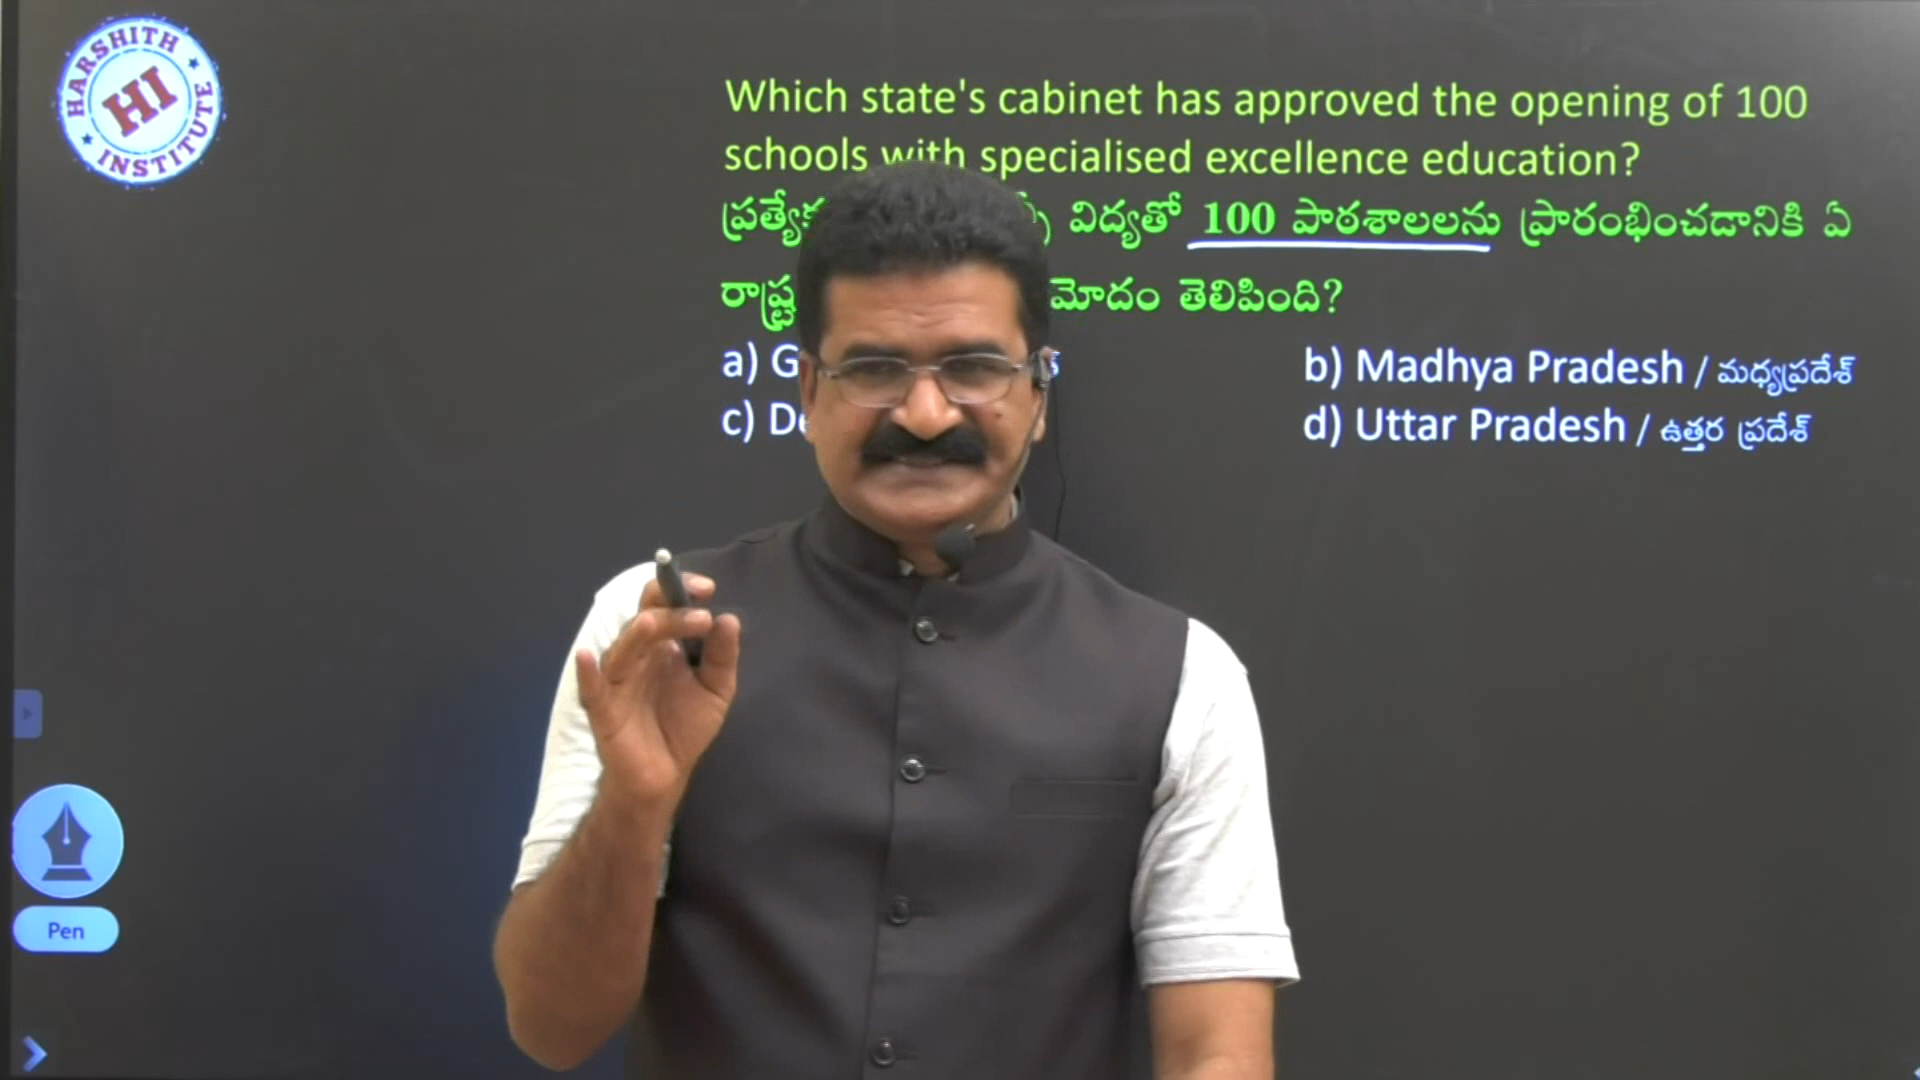 HARSHITH
HI
INSTITUTE
Which state's cabinet has approved the opening of 100
schools with specialised excellence education?
విద్యతో 100 పాఠశాలలను ప్రారంభించడానికి ఏ
తెలిపింది?
a)
b) Madhya Pradesh / మధ్యప్రదేశ్
c)
d) Uttar Pradesh / ఉత్తర ప్రదేశ్
Pen